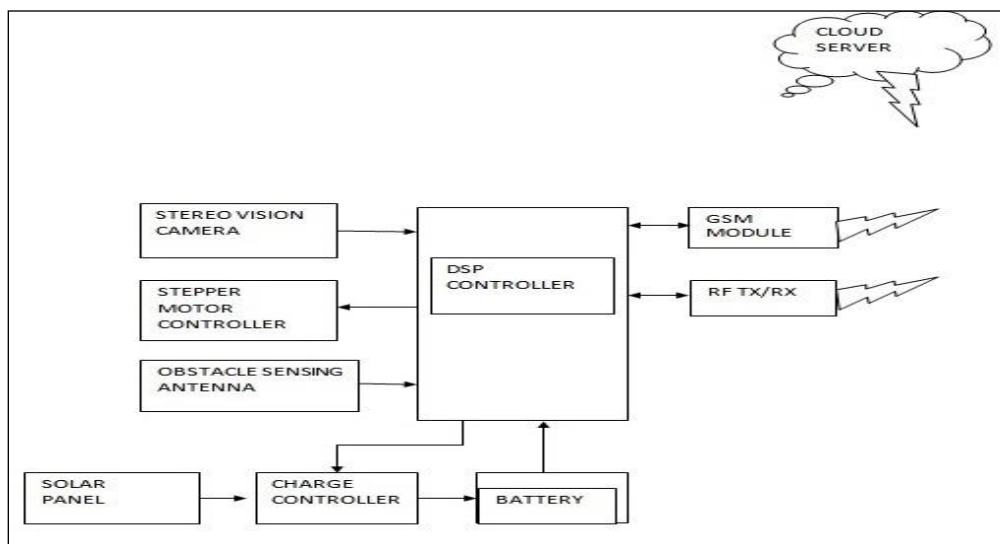 CLOUD
SERVER
STEREO VISION
CAMERA
GSM
MODULE
DSP
CONTROLLER
STEPPER
MOTOR
CONTROLLER
RF TX/RX
OBSTACLE SENSING
ANTENNA
SOLAR
PANEL
CHARGE
CONTROLLER
BATTERY